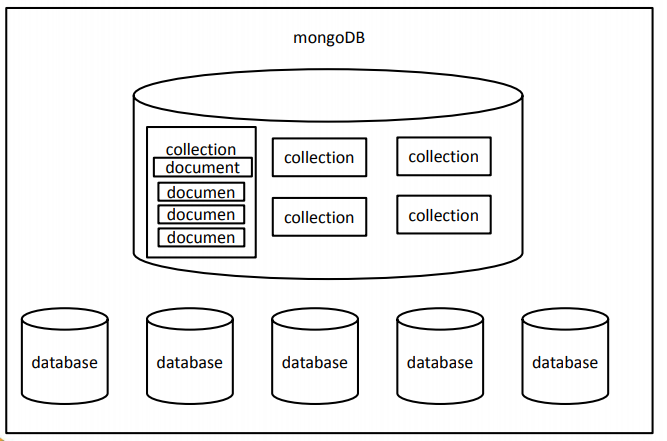 mongoDB
collection
document
documen
documen
documen
collection
collection
collection
collection
database
database
database
database
database